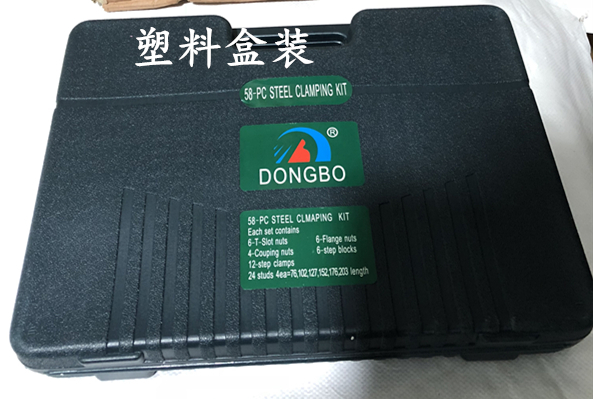 塑料盒装
58-PC STEEL CLAMPING KIT
®
DONGBO
58-PC STEEL CLMAPING KIT
Each set contains
6-T-Slot nuts 6-Flange nuts
4-Couping nuts 6-step blocks
12-step clamps
24 studs 4ea=76,102,127,152,176,203 length